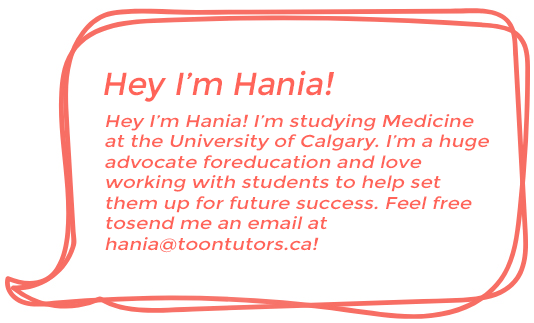 Hey I'm Hania!
Hey I'm Hania! I'm studying Medicine
at the University of Calgary. I'm a huge
advocate foreducation and love
working with students to help set
them up for future success. Feel free
tosend me an email at
hania@toontutors.ca!